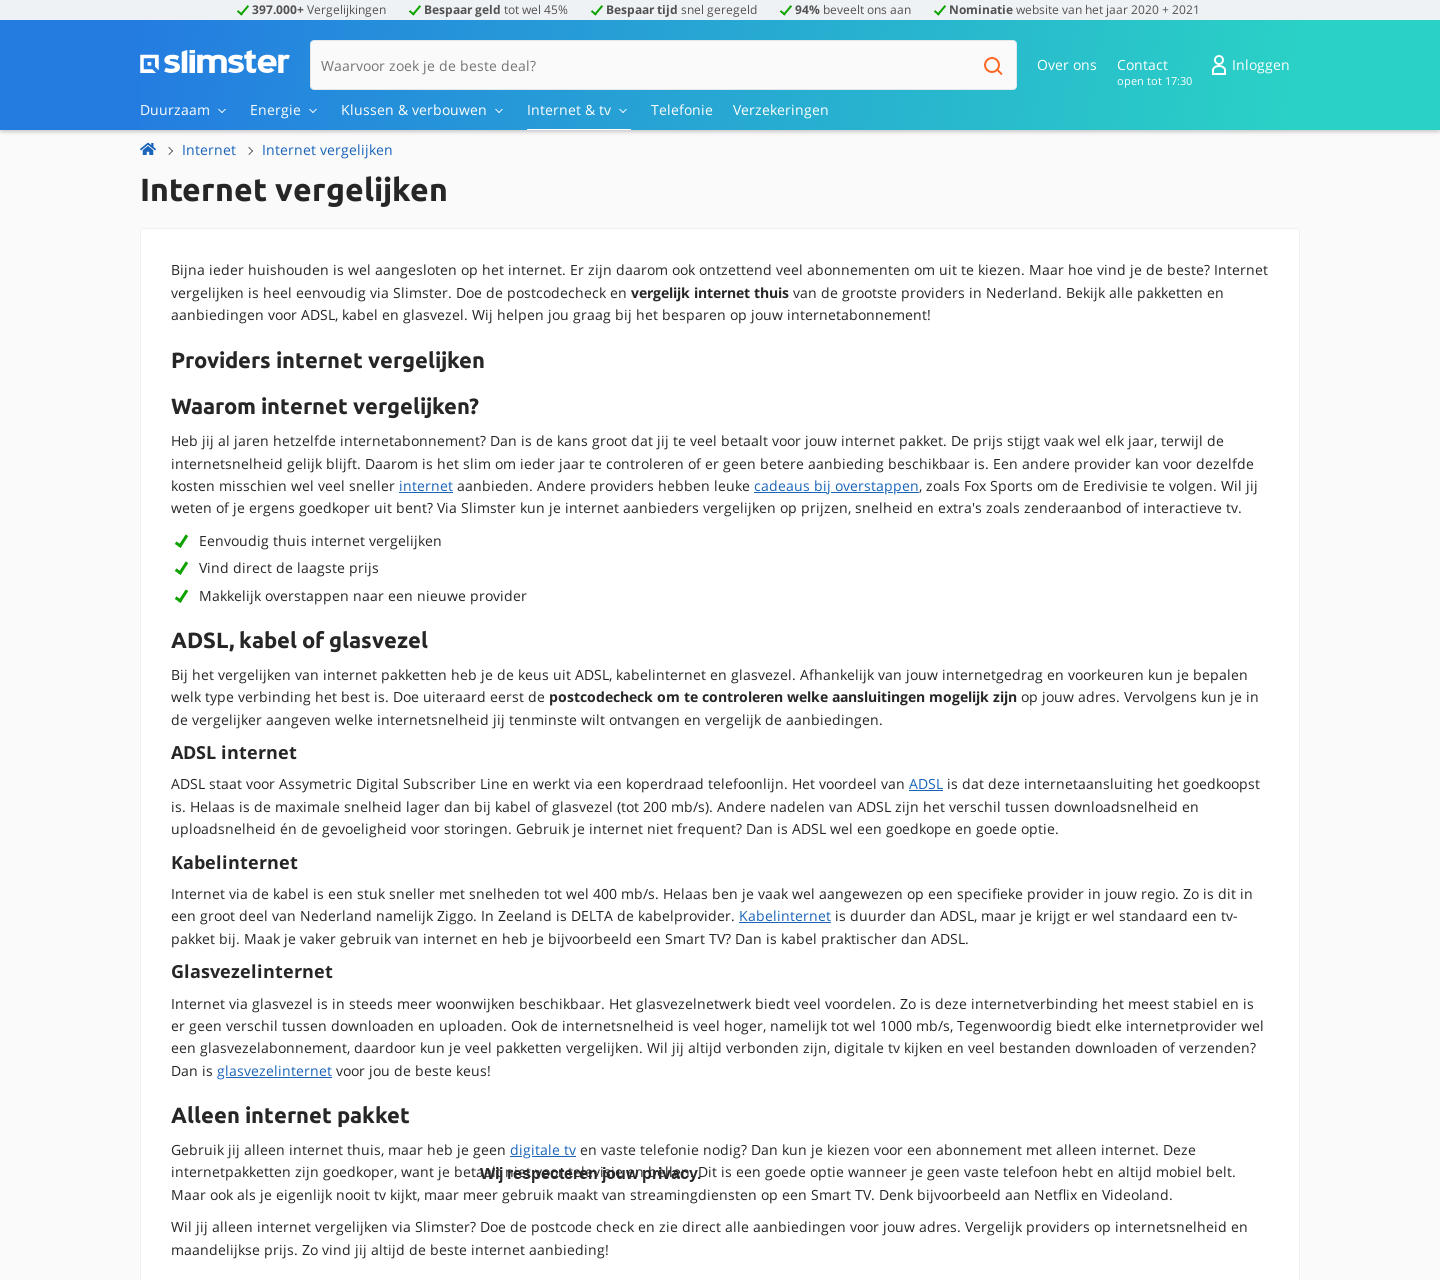 397.000+ Vergelijkingen Bespaar geld tot wel 45% Bespaar tijd snel geregeld 94% beveelt ons aan Nominatie website van het jaar 2020 + 2021
slimster
Waarvoor zoek je de beste deal?
Over ons Contact Inloggen
open tot 17:30
Duurzaam Energie Klussen & verbouwen Internet & tv Telefonie Verzekeringen
Internet Internet vergelijken
Internet vergelijken
Bijna ieder huishouden is wel aangesloten op het internet. Er zijn daarom ook ontzettend veel abonnementen om uit te kiezen. Maar hoe vind je de beste? Internet
vergelijken is heel eenvoudig via Slimster. Doe de postcodecheck en vergelijk internet thuis van de grootste providers in Nederland. Bekijk alle pakketten en
aanbiedingen voor ADSL, kabel en glasvezel. Wij helpen jou graag bij het besparen op jouw internetabonnement!
Providers internet vergelijken
Waarom internet vergelijken?
Heb jij al jaren hetzelfde internetabonnement? Dan is de kans groot dat jij te veel betaalt voor jouw internet pakket. De prijs stijgt vaak wel elk jaar, terwijl de
internetsnelheid gelijk blijft. Daarom is het slim om ieder jaar te controleren of er geen betere aanbieding beschikbaar is. Een andere provider kan voor dezelfde
kosten misschien wel veel sneller internet aanbieden. Andere providers hebben leuke cadeaus bij overstappen, zoals Fox Sports om de Eredivisie te volgen. Wil jij
weten of je ergens goedkoper uit bent? Via Slimster kun je internet aanbieders vergelijken op prijzen, snelheid en extra's zoals zenderaanbod of interactieve tv.
Eenvoudig thuis internet vergelijken
Vind direct de laagste prijs
Makkelijk overstappen naar een nieuwe provider
ADSL, kabel of glasvezel
Bij het vergelijken van internet pakketten heb je de keus uit ADSL, kabelinternet en glasvezel. Afhankelijk van jouw internetgedrag en voorkeuren kun je bepalen
welk type verbinding het best is. Doe uiteraard eerst de postcodecheck om te controleren welke aansluitingen mogelijk zijn op jouw adres. Vervolgens kun je in
de vergelijker aangeven welke internetsnelheid jij tenminste wilt ontvangen en vergelijk de aanbiedingen.
ADSL internet
ADSL staat voor Assymetric Digital Subscriber Line en werkt via een koperdraad telefoonlijn. Het voordeel van ADSL is dat deze internetaansluiting het goedkoopst
is. Helaas is de maximale snelheid lager dan bij kabel of glasvezel (tot 200 mb/s). Andere nadelen van ADSL zijn het verschil tussen downloadsnelheid en
uploadsnelheid én de gevoeligheid voor storingen. Gebruik je internet niet frequent? Dan is ADSL wel een goedkope en goede optie.
Kabelinternet
Internet via de kabel is een stuk sneller met snelheden tot wel 400 mb/s. Helaas ben je vaak wel aangewezen op een specifieke provider in jouw regio. Zo is dit in
een groot deel van Nederland namelijk Ziggo. In Zeeland is DELTA de kabelprovider. Kabelinternet is duurder dan ADSL, maar je krijgt er wel standaard een tv-
pakket bij. Maak je vaker gebruik van internet en heb je bijvoorbeeld een Smart TV? Dan is kabel praktischer dan ADSL.
Glasvezelinternet
Internet via glasvezel is in steeds meer woonwijken beschikbaar. Het glasvezelnetwerk biedt veel voordelen. Zo is deze internetverbinding het meest stabiel en is
er geen verschil tussen downloaden en uploaden. Ook de internetsnelheid is veel hoger, namelijk tot wel 1000 mb/s, Tegenwoordig biedt elke internetprovider wel
een glasvezelabonnement, daardoor kun je veel pakketten vergelijken. Wil jij altijd verbonden zijn, digitale tv kijken en veel bestanden downloaden of verzenden?
Dan is glasvezelinternet voor jou de beste keus!
Alleen internet pakket
Gebruik jij alleen internet thuis, maar heb je geen digitale tv en vaste telefonie nodig? Dan kun je kiezen voor een abonnement met alleen internet. Deze
internetpakketten zijn goedkoper, want je betaalt niet voor televisie en bellen. Dit is een goede optie wanneer je geen vaste telefoon hebt en altijd mobiel belt.
Wij respecteren jouw privacy.
Maar ook als je eigenlijk nooit tv kijkt, maar meer gebruik maakt van streamingdiensten op een Smart TV. Denk bijvoorbeeld aan Netflix en Videoland.
Wil jij alleen internet vergelijken via Slimster? Doe de postcode check en zie direct alle aanbiedingen voor jouw adres. Vergelijk providers op internetsnelheid en
maandelijkse prijs. Zo vind jij altijd de beste internet aanbieding!